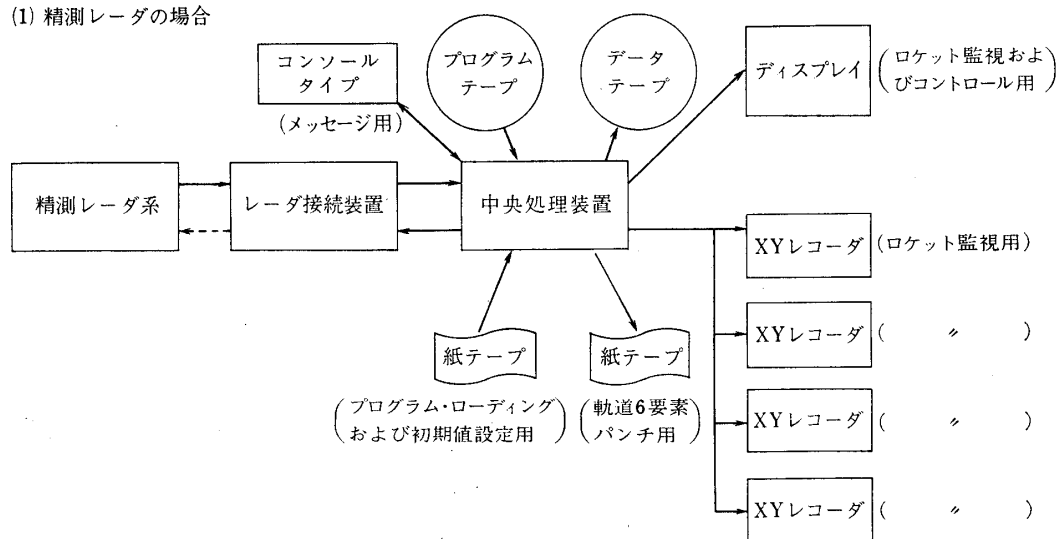 (1) 精測レーダの場合
コンソール
タイプ
(メッセージ用)
プログラム
テープ
データ
テープ
ディスプレイ
(ロケット監視およ
びコントロール用)
精測レーダ系
レーダ接続装置
中央処理装置
XYレコーダ (ロケット監視用)
XYレコーダ ( 〃 )
XYレコーダ ( 〃 )
XYレコーダ ( 〃 )
紙テープ
(プログラム・ローディング
および初期値設定用)
紙テープ
(軌道6要素
パンチ用)